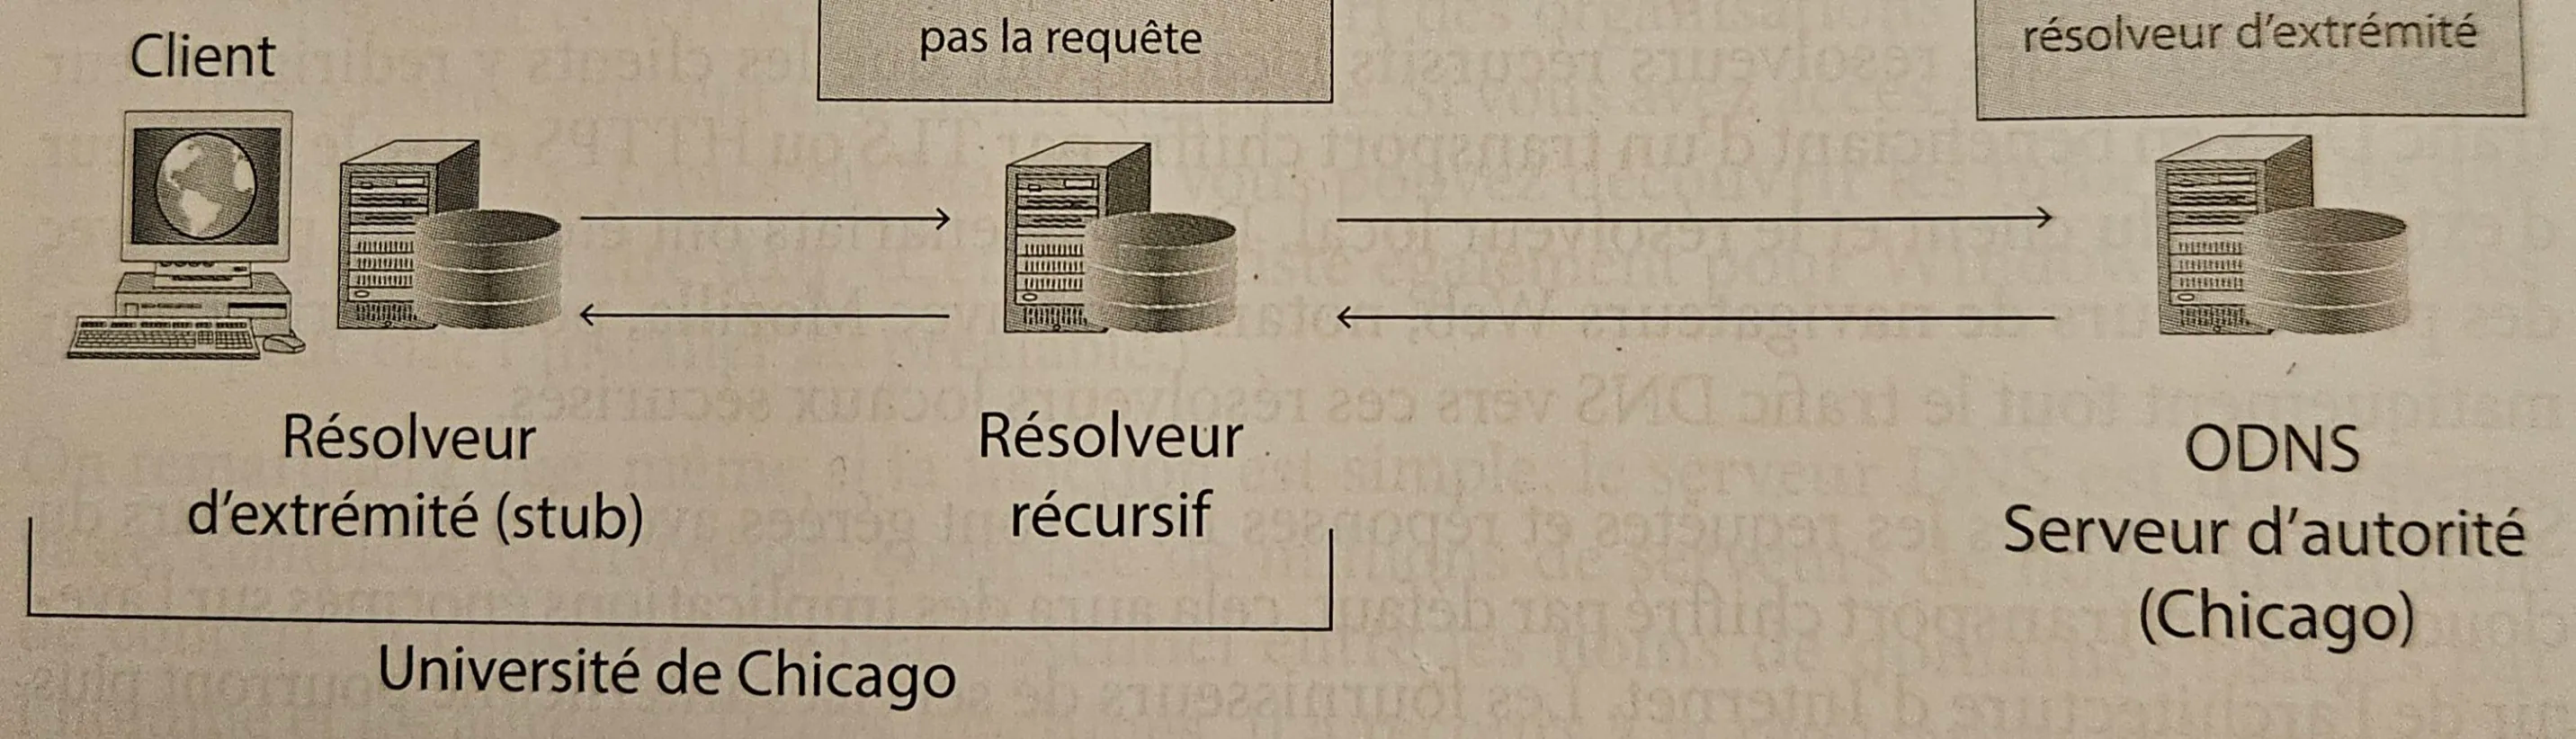 pas la requête
résolveur d'extrémité
Client
Résolveur
d'extrémité (stub)
Résolveur
récursif
ODNS
Serveur d'autorité
(Chicago)
Université de Chicago